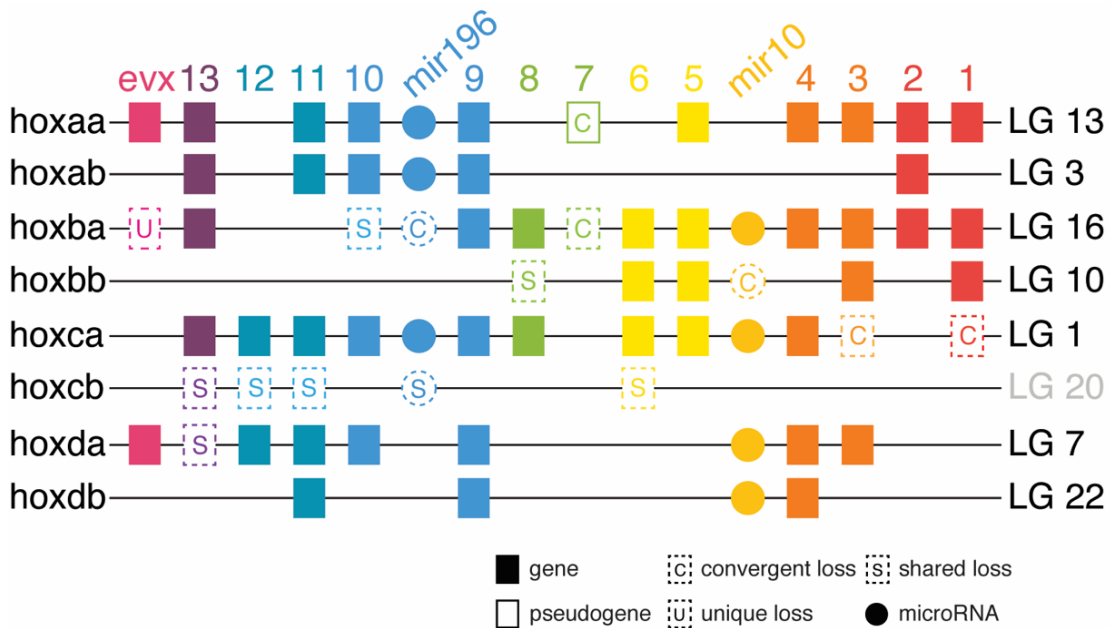 evx 13 12 11 10 mir196 9 8 7 6 5 mir10 4 3 2 1
hoxaa C LG 13
hoxab LG 3
hoxba U S C C LG 16
hoxbb S C LG 10
hoxca C C LG 1
hoxcb S S S S S LG 20
hoxda S LG 7
hoxdb LG 22
gene C convergent loss S shared loss
pseudogene U unique loss microRNA